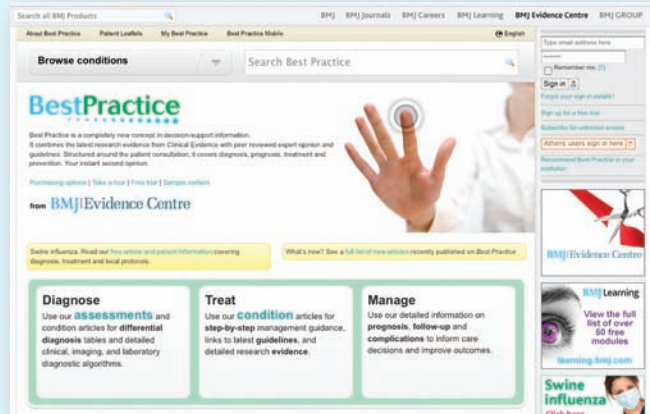 Search all BMJ Products
BMJ BMJ Journals BMJ Careers BMJ Learning BMJ Evidence Centre BMJ GROUP
About Best Practice Patient Leaflets My Best Practice Best Practice Mobile English
Browse conditions
Search Best Practice
Type email address here
Remember me. [?]
Sign in
Forgot your sign in details?
Sign up for a free trial
Subscribe for unlimited access
Athens users sign in here
Recommend Best Practice to your
institution
BestPractice
Best Practice is a completely new concept in decision-support information.
It combines the latest research evidence from Clinical Evidence with peer reviewed expert opinion and
guidelines. Structured around the patient consultation, it covers diagnosis, prognosis, treatment and
prevention. Your instant second opinion.
Purchasing options | Take a tour | Free trial | Sample content
from BMJ Evidence Centre
Swine influenza. Read our free article and patient information covering
diagnosis, treatment and local protocols.
What's new? See a full list of new articles recently published on Best Practice
BMJ Evidence Centre
Diagnose
Use our assessments and
condition articles for differential
diagnosis tables and detailed
clinical, imaging, and laboratory
diagnostic algorithms.
Treat
Use our condition articles for
step-by-step management guidance,
links to latest guidelines, and
detailed research evidence.
Manage
Use our detailed information on
prognosis, follow-up and
complications to inform care
decisions and improve outcomes.
BMJ Learning
View the full
list of over
50 free
modules
learning.bmj.com
Swine
influenza
Click here